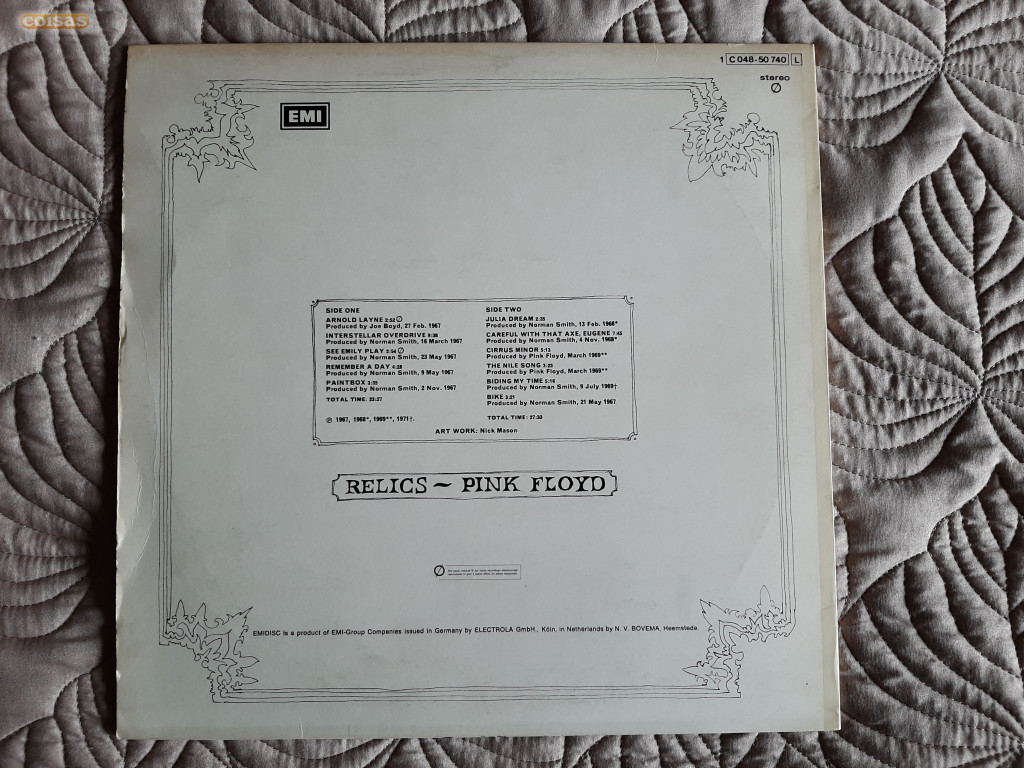 coisas
1 C 048-50 740 L
stereo
EMI
SIDE ONE
ARNOLD LAYNE 2:52
Produced by Joe Boyd, 27 Feb. 1967
INTERSTELLAR OVERDRIVE
Produced by Norman Smith, 16 March 1967
SEE EMILY PLAY 2:54
Produced by Norman Smith, 23 May 1967
REMEMBER A DAY
Produced by Norman Smith, 9 May 1967
PAINTBOX
Produced by Norman Smith, 2 Nov. 1967
TOTAL TIME:
℗ 1967, 1968*, 1969**, 1971†.
SIDE TWO
JULIA DREAM
Produced by Norman Smith, 13 Feb. 1968*
CAREFUL WITH THAT AXE, EUGENE
Produced by Norman Smith, 4 Nov. 1968*
CIRRUS MINOR
Produced by Pink Floyd, March 1969**
THE NILE SONG
Produced by Pink Floyd, March 1969**
BIDING MY TIME
Produced by Norman Smith, 9 July 1969†
BIKE
Produced by Norman Smith, 21 May 1967
TOTAL TIME:
ART WORK: Nick Mason
RELICS ~ PINK FLOYD
EMIDISC is a product of EMI-Group Companies issued in Germany by ELECTROLA GmbH., Köln, in Netherlands by N. V. BOVEMA, Heemstede.